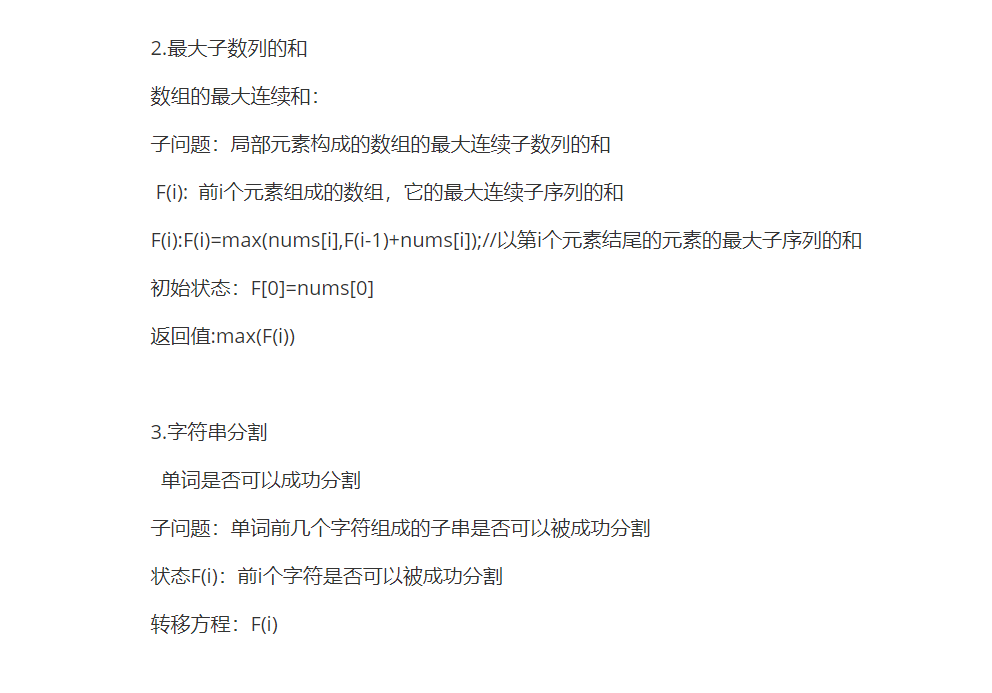 2.最大子数列的和
数组的最大连续和：
子问题：局部元素构成的数组的最大连续子数列的和
F(i): 前i个元素组成的数组，它的最大连续子序列的和
F(i):F(i)=max(nums[i],F(i-1)+nums[i]);//以第i个元素结尾的元素的最大子序列的和
初始状态：F[0]=nums[0]
返回值:max(F(i))
3.字符串分割
单词是否可以成功分割
子问题：单词前几个字符组成的子串是否可以被成功分割
状态F(i)：前i个字符是否可以被成功分割
转移方程：F(i)